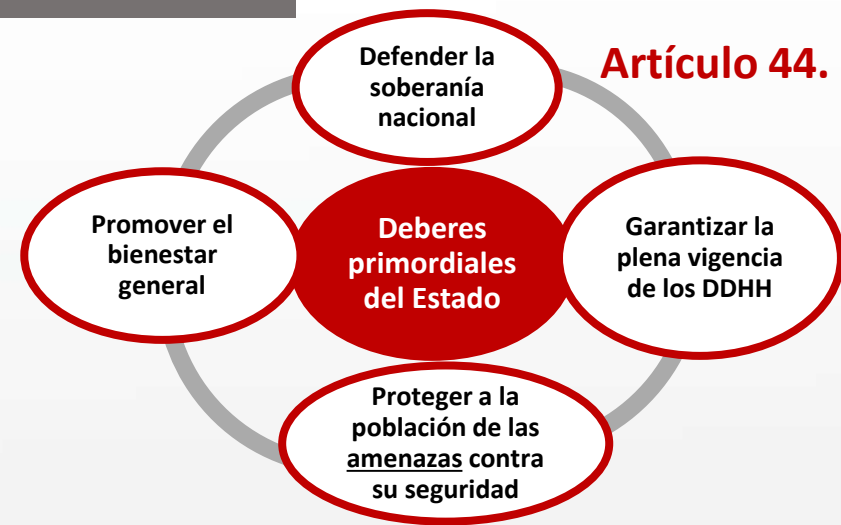 Artículo 44.
Defender la
soberanía
nacional
Promover el
bienestar
general
Deberes
primordiales
del Estado
Garantizar la
plena vigencia
de los DDHH
Proteger a la
población de las
amenazas contra
su seguridad